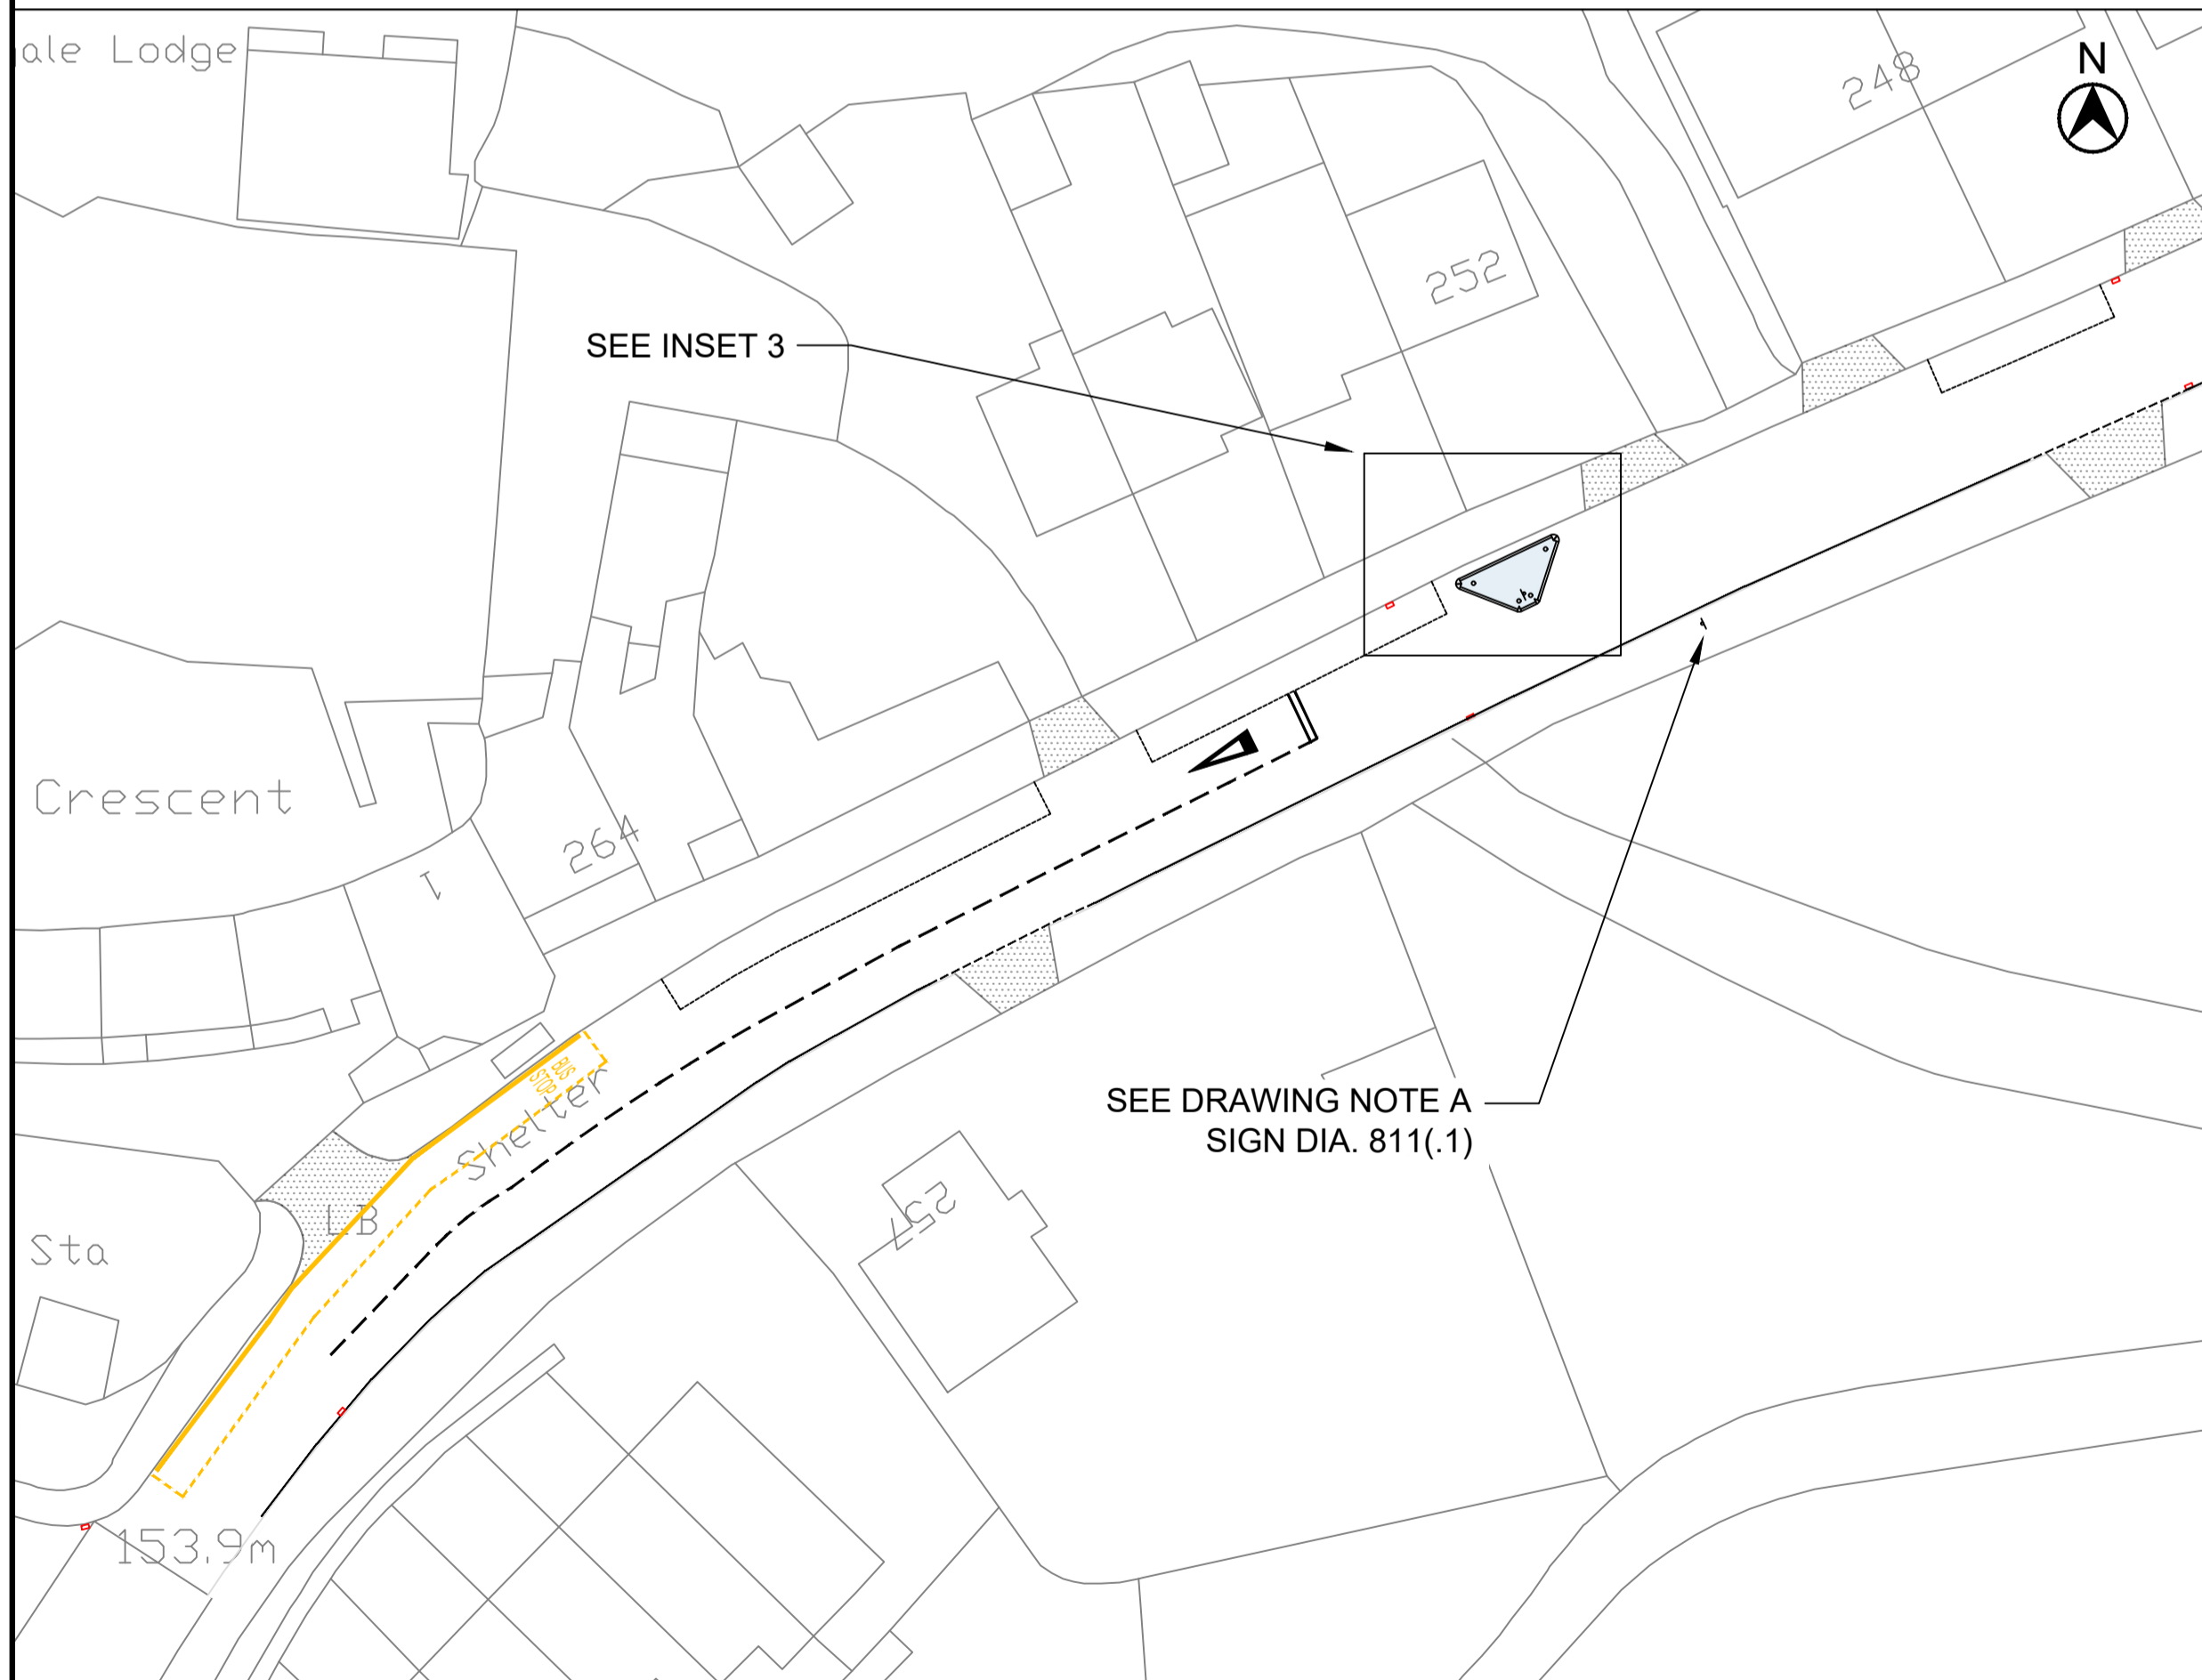 ale Lodge
248
N
252
SEE INSET 3
Crescent
264
1
BUS
STOP
Shelter
SEE DRAWING NOTE A
SIGN DIA. 811(.1)
257
LB
Sta
153.9m